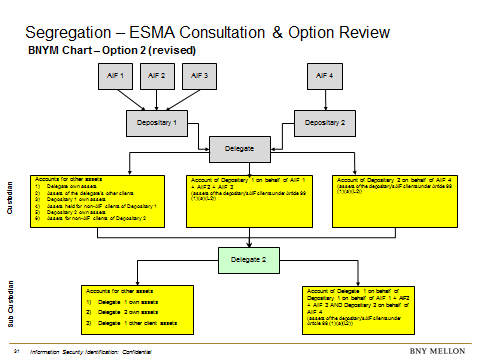 Segregation – ESMA Consultation & Option Review
BNYM Chart – Option 2 (revised)
AIF 1
AIF 2
AIF 3
AIF 4
Depositary 1
Depositary 2
Delegate
Custodian
Accounts for other assets
1) Delegate own assets
2) Assets of the delegate's other clients
3) Depositary 1 own assets
4) Assets held for non-AIF clients of Depositary 1
5) Depositary 2 own assets
6) Assets for non-AIF clients of Depositary 2
Account of Depositary 1 on behalf of AIF 1
+ AIF 2 + AIF 3
(assets of the depositary's AIF clients under Article 99
(1)(a)(L2))
Account of Depositary 2 on behalf of AIF 4
(assets of the depositary's AIF clients under Article 99
(1)(a)(L2))
Delegate 2
Sub Custodian
Accounts for other assets
1) Delegate 1 own assets
2) Delegate 2 own assets
3) Delegate 1 other client assets
Account of Delegate 1 on behalf of
Depositary 1 on behalf of AIF 1 + AIF2
+ AIF 3 AND Depositary 2 on behalf of
AIF 4
(assets of the depositary's AIF clients under
Article 99 (1)(a)(L2))
31
Information Security Identification: Confidential
BNY MELLON